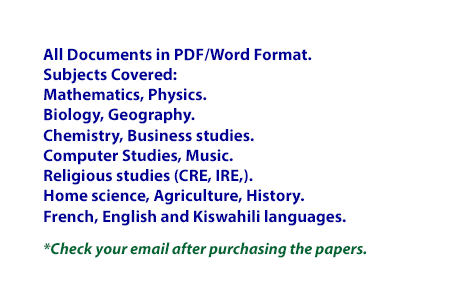 All Documents in PDF/Word Format.
Subjects Covered:
Mathematics, Physics.
Biology, Geography.
Chemistry, Business studies.
Computer Studies, Music.
Religious studies (CRE, IRE,).
Home science, Agriculture, History.
French, English and Kiswahili languages.
*Check your email after purchasing the papers.